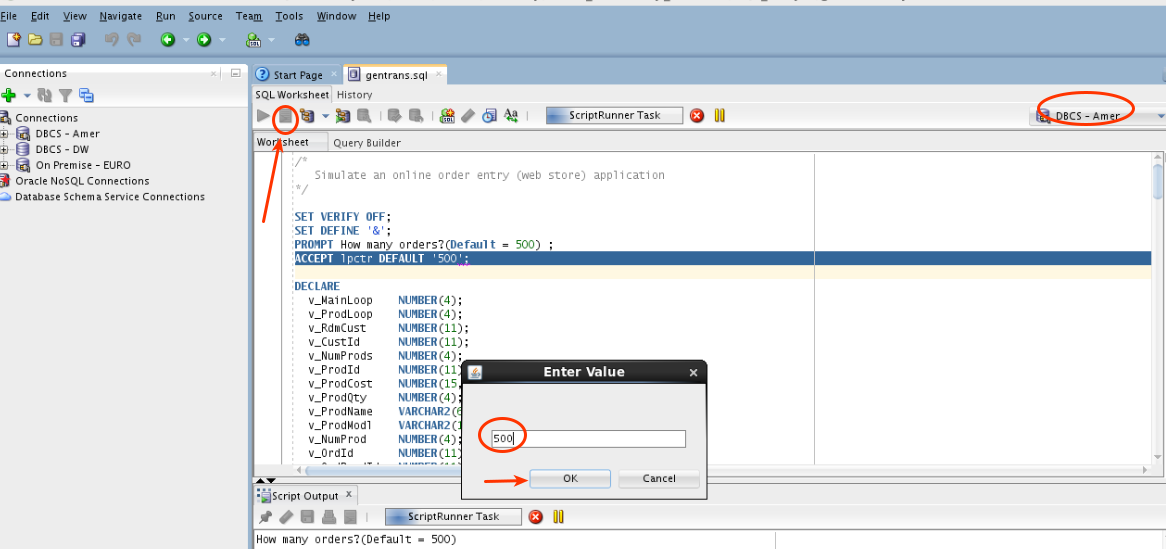 File Edit View Navigate Run Source Team Tools Window Help
Connections
Start Page
gentrans.sql
SQL Worksheet History
Connections
DBCS - Amer
DBCS - DW
On Premise - EURO
Oracle NoSQL Connections
Database Schema Service Connections
ScriptRunner Task
DBCS - Amer
Worksheet Query Builder
/*
Simulate an online order entry (web store) application
*/
SET VERIFY OFF;
SET DEFINE '&';
PROMPT How many orders?(Default = 500) ;
ACCEPT lpctr DEFAULT '500';
DECLARE
v_MainLoop NUMBER(4);
v_ProdLoop NUMBER(4);
v_RdmCust NUMBER(11);
v_CustId NUMBER(11);
v_NumProds NUMBER(4);
v_ProdId NUMBER(11)
v_ProdCost NUMBER(15,
v_ProdQty NUMBER(4);
v_ProdName VARCHAR2(6
v_ProdModl VARCHAR2(1
v_NumProd NUMBER(4);
v_OrdId NUMBER(11)
Enter Value
500
OK Cancel
Script Output
ScriptRunner Task
How many orders?(Default = 500)